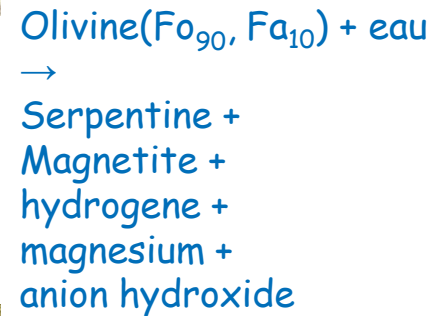 Olivine(Fo₉₀, Fa₁₀) + eau
→
Serpentine +
Magnetite +
hydrogene +
magnesium +
anion hydroxide